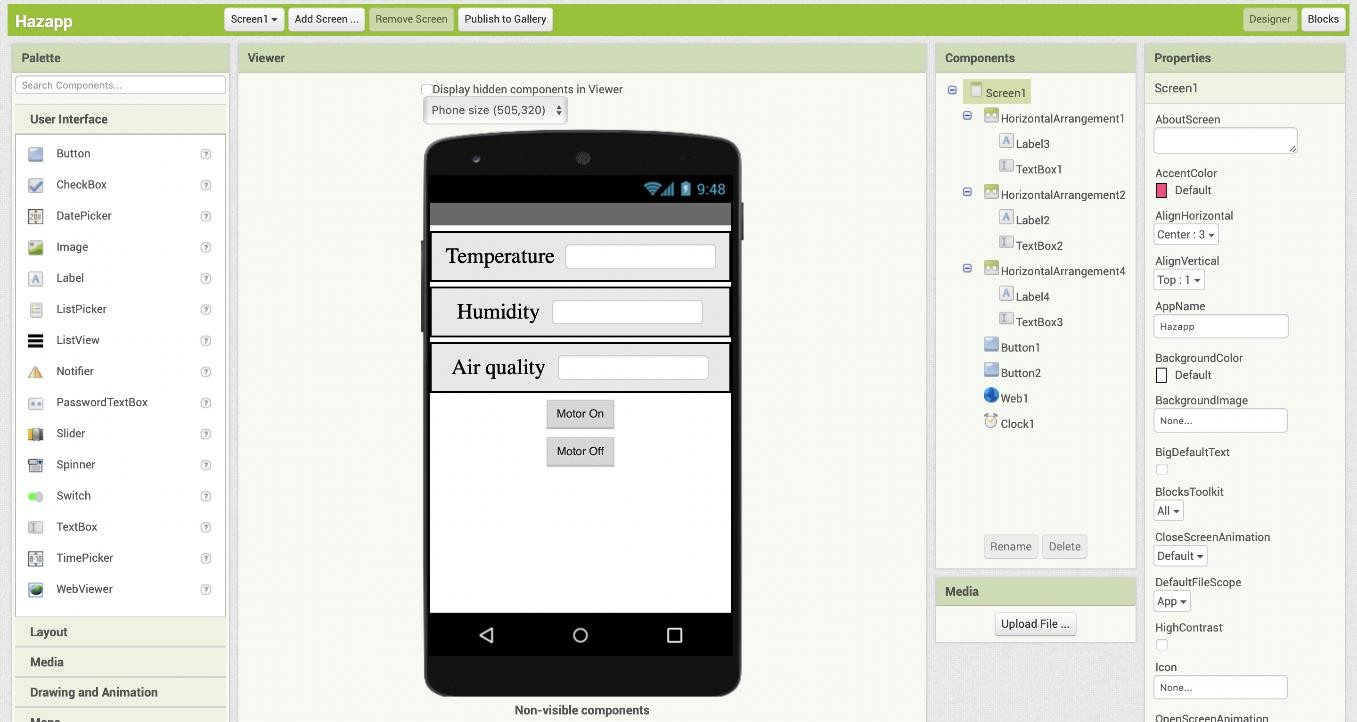 Hazapp
Screen1
Add Screen ...
Remove Screen
Publish to Gallery
Designer
Blocks
Palette
Search Components...
User Interface
Button
CheckBox
DatePicker
Image
Label
ListPicker
ListView
Notifier
PasswordTextBox
Slider
Spinner
Switch
TextBox
TimePicker
WebViewer
Layout
Media
Drawing and Animation
Maps
Viewer
Display hidden components in Viewer
Phone size (505,320)
9:48
Temperature
Humidity
Air quality
Motor On
Motor Off
Non-visible components
Components
Screen1
HorizontalArrangement1
Label3
TextBox1
HorizontalArrangement2
Label2
TextBox2
HorizontalArrangement4
Label4
TextBox3
Button1
Button2
Web1
Clock1
Rename
Delete
Media
Upload File ...
Properties
Screen1
AboutScreen
AccentColor
Default
AlignHorizontal
Center : 3
AlignVertical
Top : 1
AppName
Hazapp
BackgroundColor
Default
BackgroundImage
None...
BigDefaultText
BlocksToolkit
All
CloseScreenAnimation
Default
DefaultFileScope
App
HighContrast
Icon
None...
OpenScreenAnimation